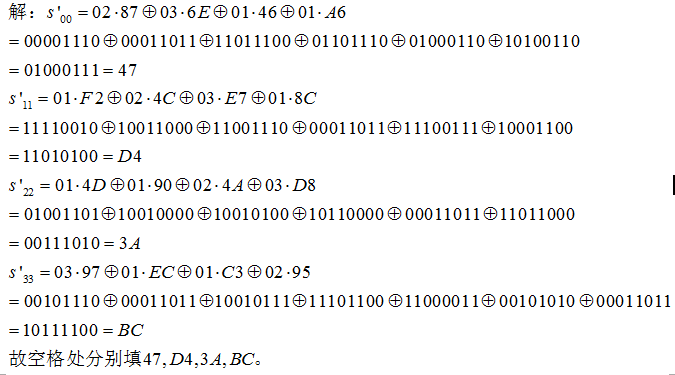 解：s'₀₀ = 02·87⊕03·6E⊕01·46⊕01·A6
= 00001110⊕00011011⊕11011100⊕01101110⊕01000110⊕10100110
= 01000111 = 47
s'₁₁ = 01·F2⊕02·4C⊕03·E7⊕01·8C
= 11110010⊕10011000⊕11001110⊕00011011⊕11100111⊕10001100
= 11010100 = D4
s'₂₂ = 01·4D⊕01·90⊕02·4A⊕03·D8
= 01001101⊕10010000⊕10010100⊕10110000⊕00011011⊕11011000
= 00111010 = 3A
s'₃₃ = 03·97⊕01·EC⊕01·C3⊕02·95
= 00101110⊕00011011⊕10010111⊕11101100⊕11000011⊕00101010⊕00011011
= 10111100 = BC
故空格处分别填47, D4,3A, BC。